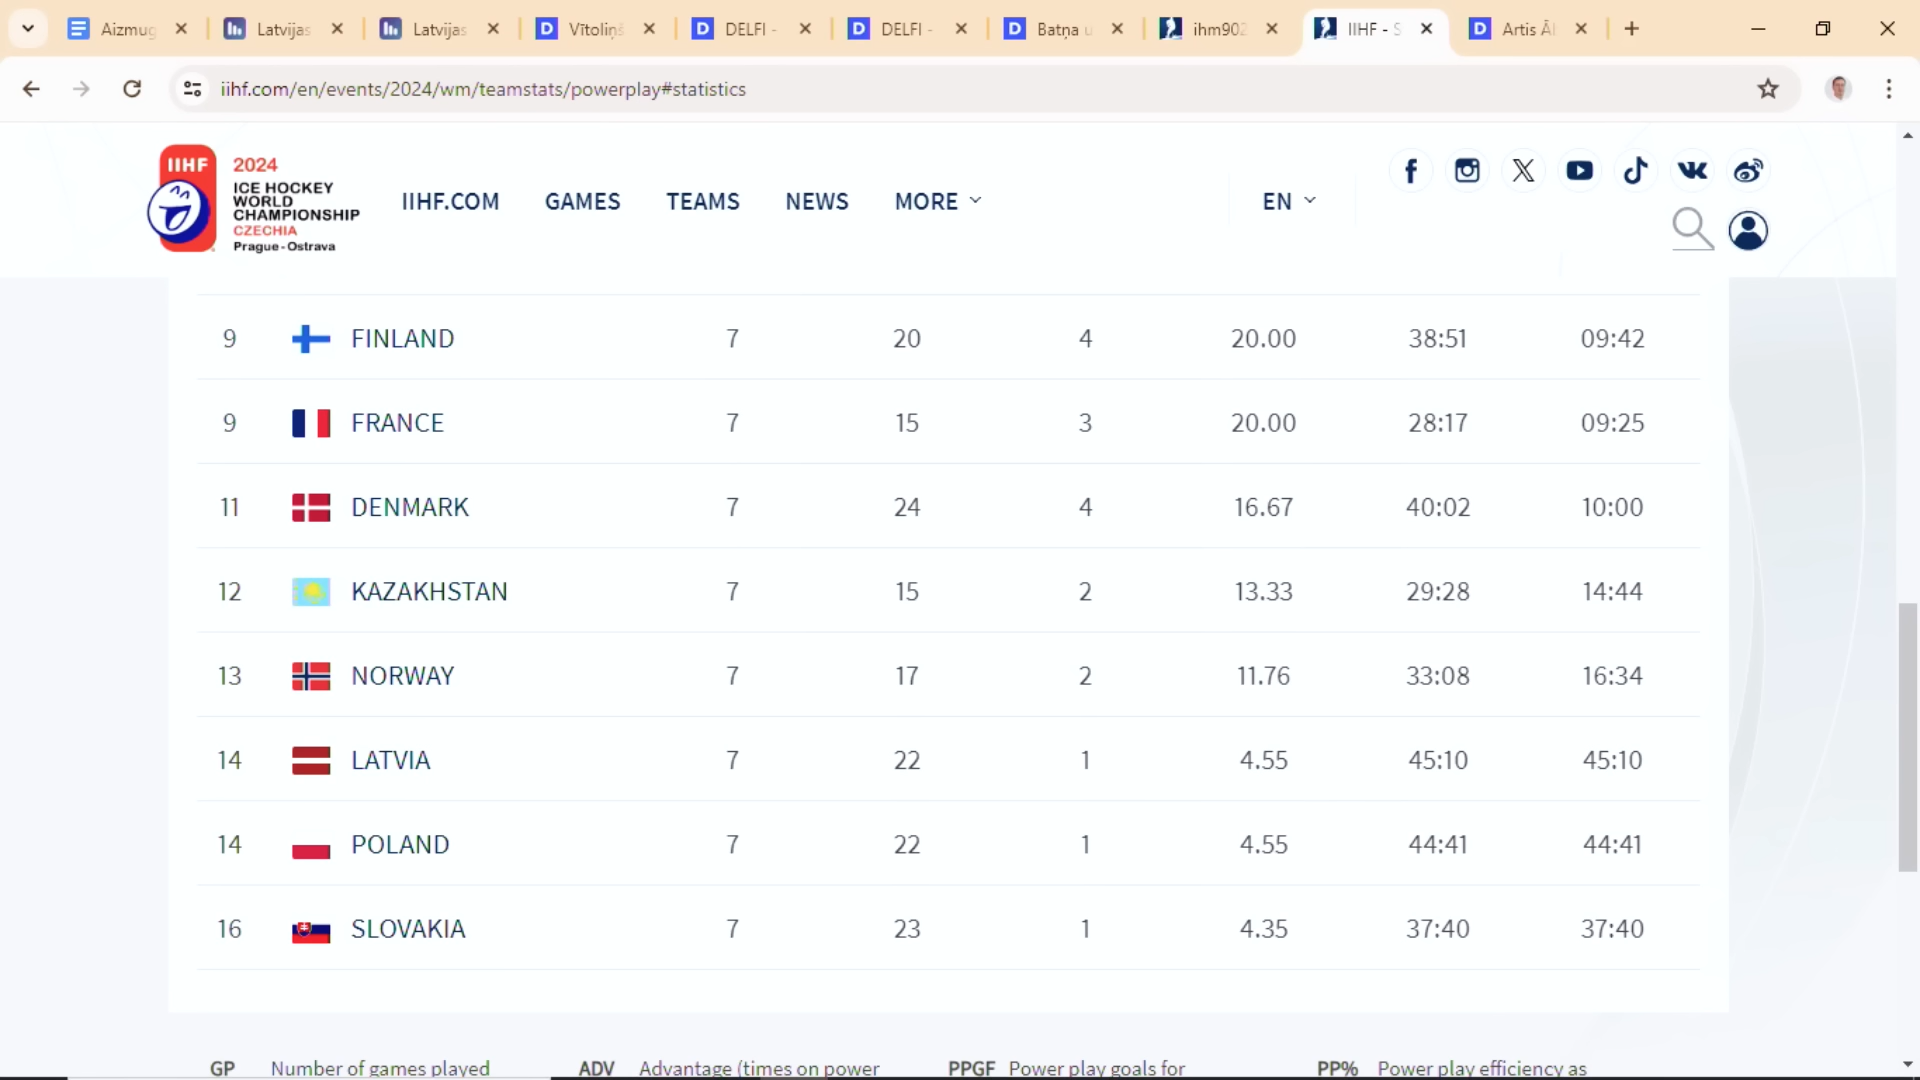 Aizmug Latvijas Latvijas Vītoliņš DELFI - DELFI - Batņa u ihm902 IIHF - S Artis Āl
iihf.com/en/events/2024/wm/teamstats/powerplay#statistics
IIHF 2024
ICE HOCKEY
WORLD
CHAMPIONSHIP
CZECHIA
Prague - Ostrava
IIHF.COM GAMES TEAMS NEWS MORE EN
9 FINLAND 7 20 4 20.00 38:51 09:42
9 FRANCE 7 15 3 20.00 28:17 09:25
11 DENMARK 7 24 4 16.67 40:02 10:00
12 KAZAKHSTAN 7 15 2 13.33 29:28 14:44
13 NORWAY 7 17 2 11.76 33:08 16:34
14 LATVIA 7 22 1 4.55 45:10 45:10
14 POLAND 7 22 1 4.55 44:41 44:41
16 SLOVAKIA 7 23 1 4.35 37:40 37:40
GP Number of games played ADV Advantage (times on power PPGF Power play goals for PP% Power play efficiency as